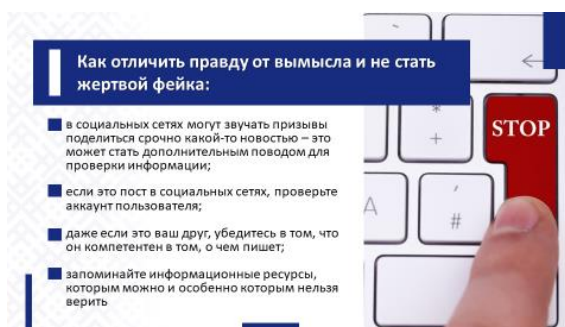 Как отличить правду от вымысла и не стать
жертвой фейка:
в социальных сетях могут звучать призывы
поделиться срочно какой-то новостью – это
может стать дополнительным поводом для
проверки информации;
если это пост в социальных сетях, проверьте
аккаунт пользователя;
даже если это ваш друг, убедитесь в том, что
он компетентен в том, о чем пишет;
запоминайте информационные ресурсы,
которым можно и особенно которым нельзя
верить
*
+
STOP
A
#